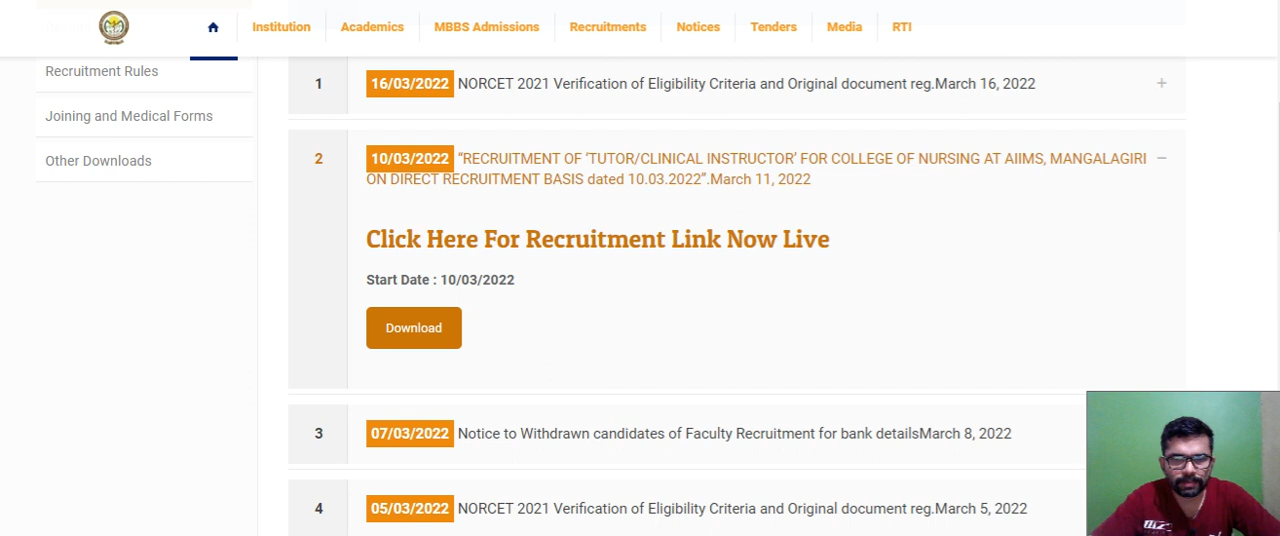 Institution
Academics
MBBS Admissions
Recruitments
Notices
Tenders
Media
RTI
Recruitment Rules
Joining and Medical Forms
Other Downloads
1
16/03/2022 NORCET 2021 Verification of Eligibility Criteria and Original document reg.March 16, 2022
2
10/03/2022 “RECRUITMENT OF ‘TUTOR/CLINICAL INSTRUCTOR’ FOR COLLEGE OF NURSING AT AIIMS, MANGALAGIRI
ON DIRECT RECRUITMENT BASIS dated 10.03.2022”.March 11, 2022
Click Here For Recruitment Link Now Live
Start Date : 10/03/2022
Download
3
07/03/2022 Notice to Withdrawn candidates of Faculty Recruitment for bank detailsMarch 8, 2022
4
05/03/2022 NORCET 2021 Verification of Eligibility Criteria and Original document reg.March 5, 2022